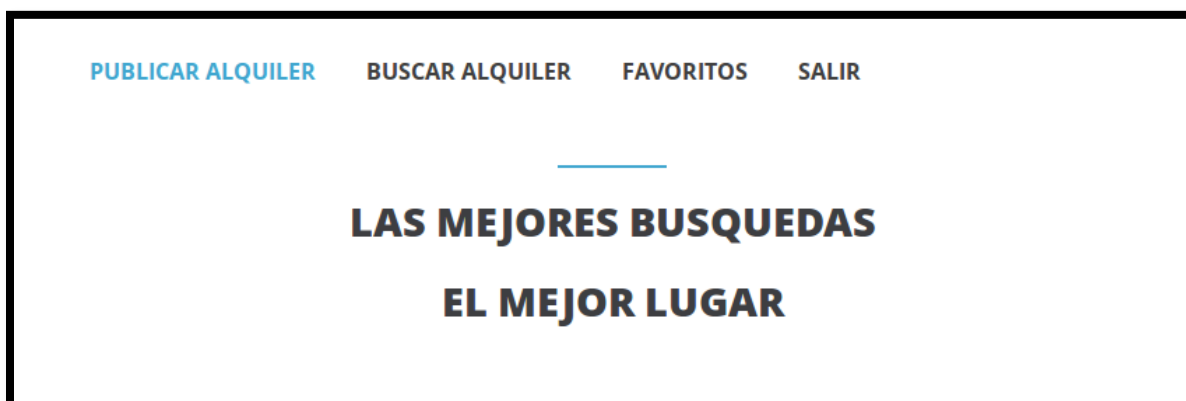 PUBLICAR ALQUILER BUSCAR ALQUILER FAVORITOS SALIR
LAS MEJORES BUSQUEDAS
EL MEJOR LUGAR